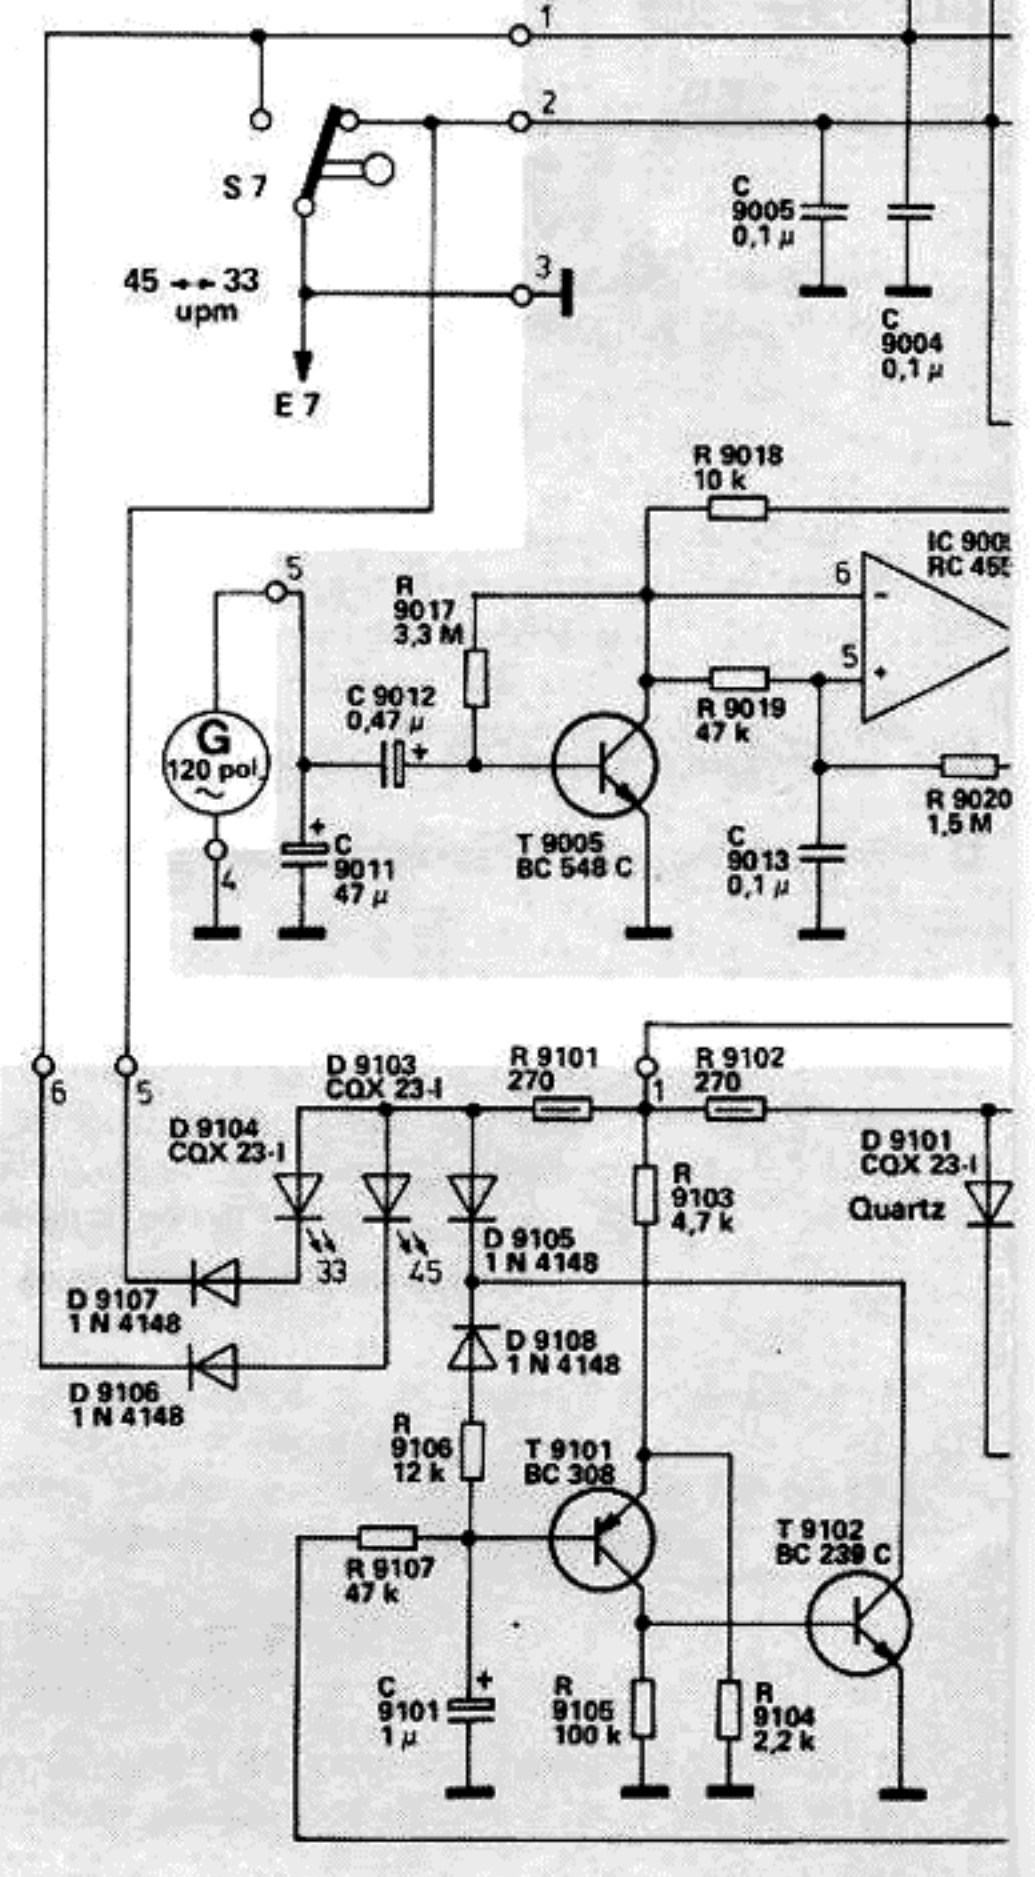 1
2
S 7
C
9005
0,1 µ
45 ↔ 33
upm
3
C
9004
0,1 µ
E 7
R 9018
10 k
5
R
9017
3,3 M
6
-
5
+
C 9012
0,47 µ
+
R 9019
47 k
G
120 pol
~
4
+
C
9011
47 µ
T 9005
BC 548 C
C
9013
0,1 µ
R 9020
1,5 M
6
5
D 9103
CQX 23-I
R 9101
270
1
R 9102
270
D 9104
CQX 23-I
R
9103
4,7 k
D 9101
CQX 23-I
Quartz
33
45
D 9105
1 N 4148
D 9107
1 N 4148
D 9108
1 N 4148
D 9106
1 N 4148
R
9106
12 k
T 9101
BC 308
R 9107
47 k
T 9102
BC 239 C
C
9101
1 µ
+
R
9105
100 k
R
9104
2,2 k